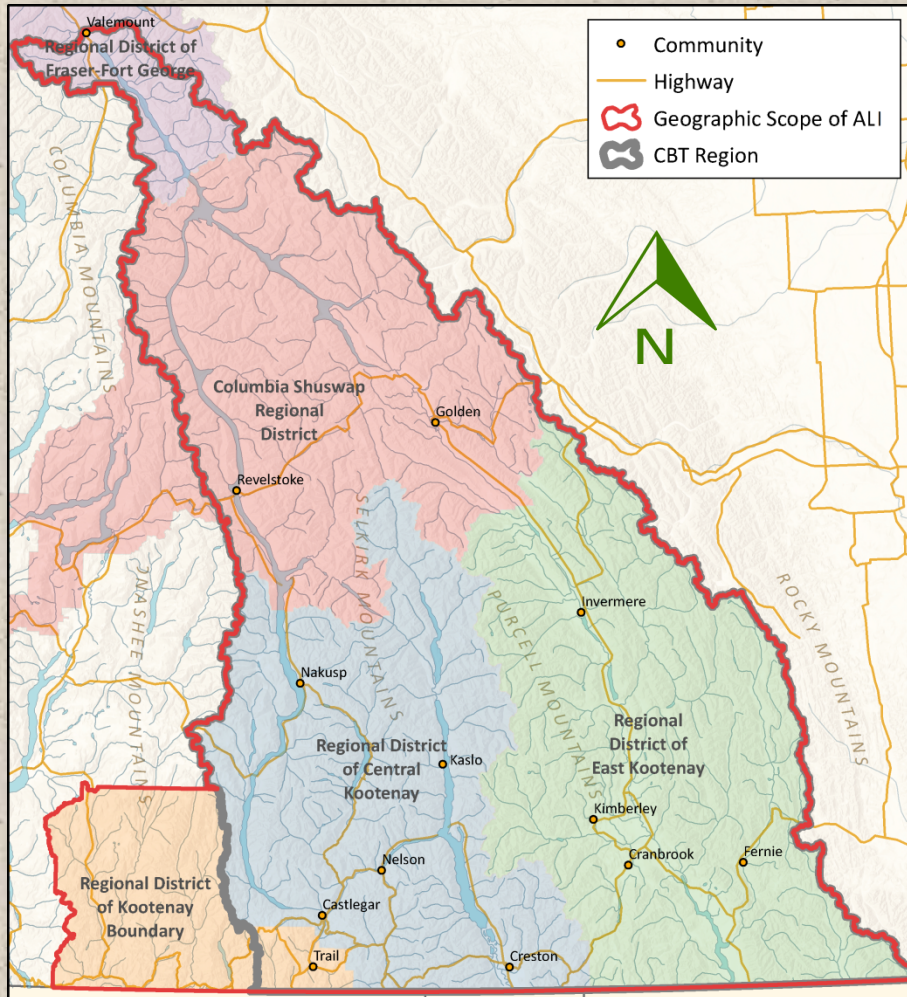 Valemount
Regional District of
Fraser-Fort George
Community
Highway
Geographic Scope of ALI
CBT Region
COLUMBIA MOUNTAINS
N
Columbia Shuswap
Regional
District
Golden
Revelstoke
SELKIRK MOUNTAINS
PURCELL MOUNTAINS
ROCKY MOUNTAINS
JNASHEE MOUNTAINS
Invermere
Nakusp
Regional District
of Central
Kootenay
Kaslo
Regional
District of
East Kootenay
Kimberley
Cranbrook
Fernie
Nelson
Castlegar
Regional District
of Kootenay
Boundary
Trail
Creston